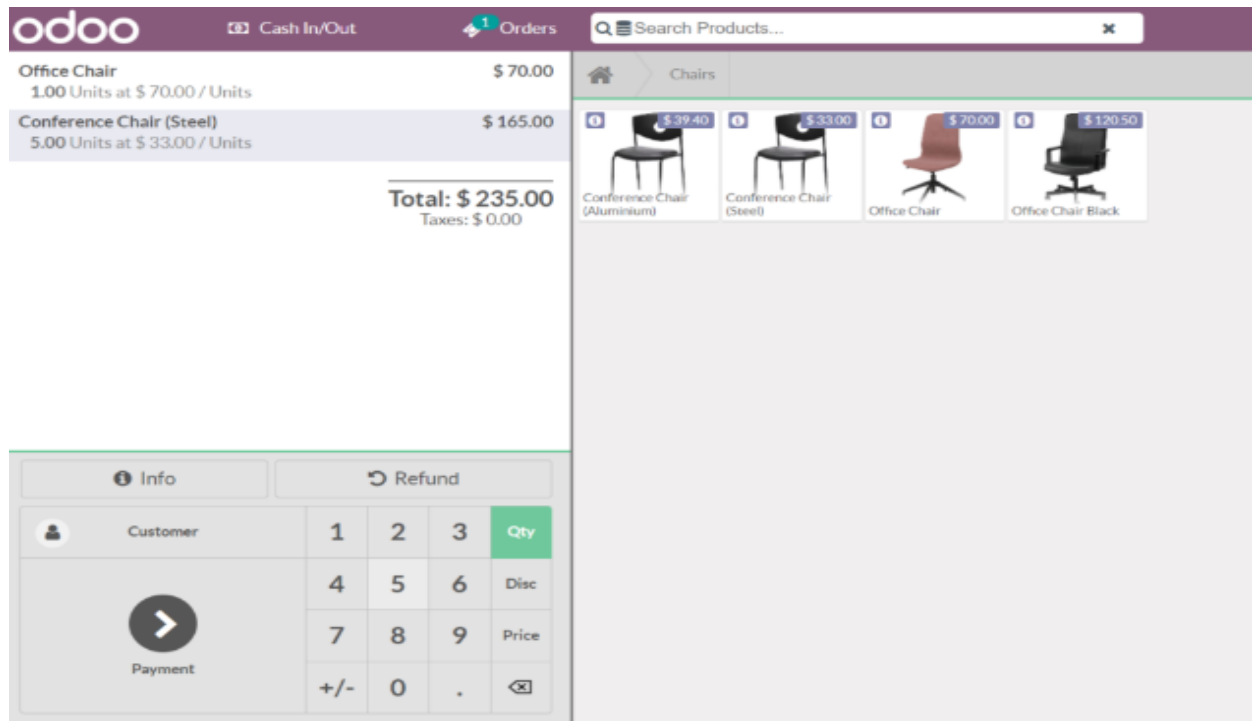 odoo
Cash In/Out
1 Orders
Search Products...
Office Chair $ 70.00
1.00 Units at $ 70.00 / Units
Conference Chair (Steel) $ 165.00
5.00 Units at $ 33.00 / Units
Total: $ 235.00
Taxes: $ 0.00
Info
Refund
Customer
1 2 3 Qty
4 5 6 Disc
7 8 9 Price
Payment
+/- 0 .
Chairs
$ 39.40
Conference Chair
(Aluminium)
$ 33.00
Conference Chair
(Steel)
$ 70.00
Office Chair
$ 120.50
Office Chair Black